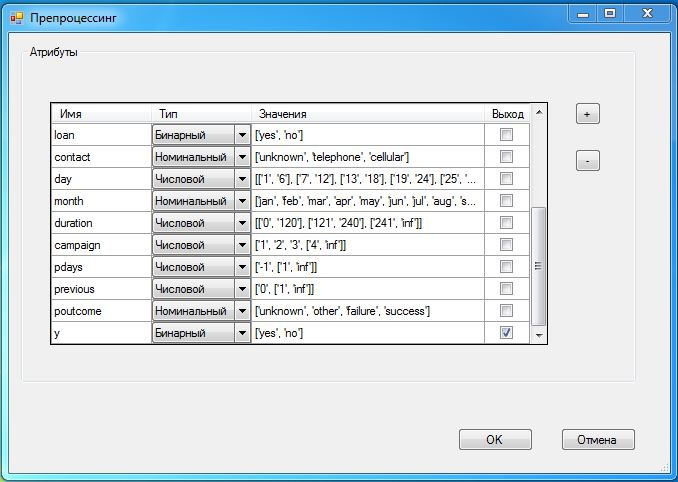 Препроцессинг
Атрибуты
Имя Тип Значения Выход
loan Бинарный ['yes', 'no']
contact Номинальный ['unknown', 'telephone', 'cellular']
day Числовой [['1', '6'], ['7', '12'], ['13', '18'], ['19', '24'], ['25', '...
month Номинальный ['jan', 'feb', 'mar', 'apr', 'may', 'jun', 'jul', 'aug', 's...
duration Числовой [['0', '120'], ['121', '240'], ['241', 'inf']]
campaign Числовой ['1', '2', '3', ['4', 'inf']]
pdays Числовой ['-1', ['1', 'inf']]
previous Числовой ['0', ['1', 'inf']]
poutcome Номинальный ['unknown', 'other', 'failure', 'success']
y Бинарный ['yes', 'no']
+
-
OK Отмена